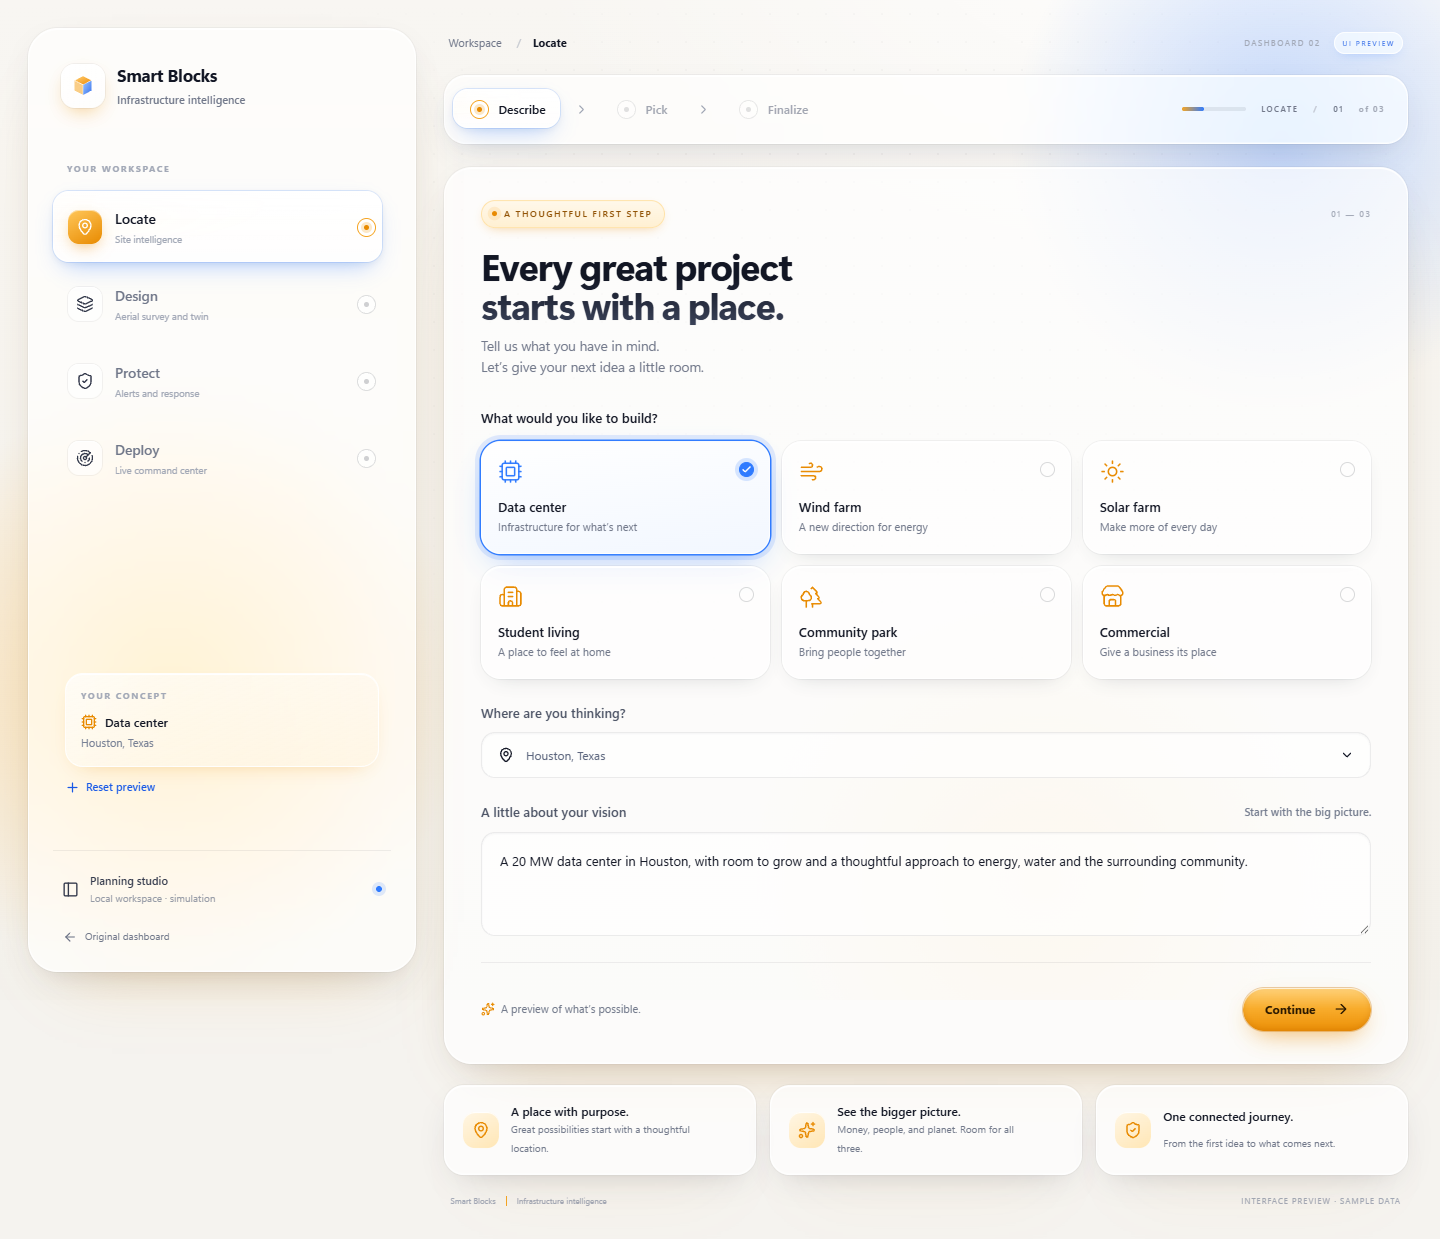 Smart Blocks
Infrastructure intelligence
YOUR WORKSPACE
Locate
Site intelligence
Design
Aerial survey and twin
Protect
Alerts and response
Deploy
Live command center
YOUR CONCEPT
Data center
Houston, Texas
Reset preview
Planning studio
Local workspace · simulation
Original dashboard
Workspace / Locate
DASHBOARD 02
UI PREVIEW
Describe
Pick
Finalize
LOCATE / 01 of 03
A THOUGHTFUL FIRST STEP
01 — 03
Every great project
starts with a place.
Tell us what you have in mind.
Let's give your next idea a little room.
What would you like to build?
Data center
Infrastructure for what's next
Wind farm
A new direction for energy
Solar farm
Make more of every day
Student living
A place to feel at home
Community park
Bring people together
Commercial
Give a business its place
Where are you thinking?
Houston, Texas
A little about your vision
Start with the big picture.
A 20 MW data center in Houston, with room to grow and a thoughtful approach to energy, water and the surrounding community.
A preview of what's possible.
Continue
A place with purpose.
Great possibilities start with a thoughtful
location.
See the bigger picture.
Money, people, and planet. Room for all
three.
One connected journey.
From the first idea to what comes next.
Smart Blocks | Infrastructure intelligence
INTERFACE PREVIEW · SAMPLE DATA